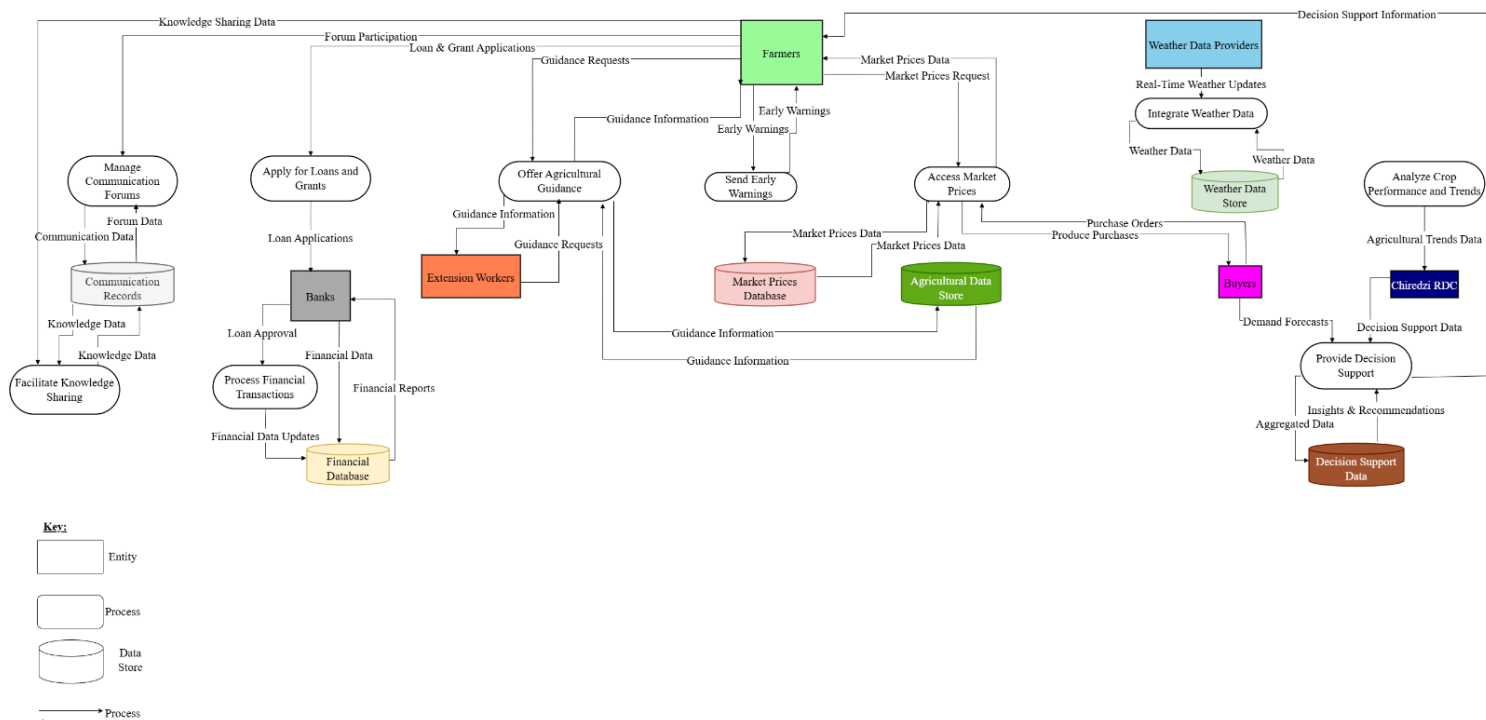 Knowledge Sharing Data
Decision Support Information
Forum Participation
Loan & Grant Applications
Guidance Requests
Farmers
Market Prices Data
Market Prices Request
Weather Data Providers
Real-Time Weather Updates
Integrate Weather Data
Guidance Information
Early Warnings
Early Warnings
Weather Data
Weather Data
Manage
Communication
Forums
Apply for Loans and
Grants
Offer Agricultural
Guidance
Send Early
Warnings
Access Market
Prices
Weather Data
Store
Analyze Crop
Performance and Trends
Forum Data
Communication Data
Loan Applications
Guidance Information
Guidance Requests
Market Prices Data
Market Prices Data
Purchase Orders
Produce Purchases
Agricultural Trends Data
Communication
Records
Banks
Extension Workers
Market Prices
Database
Agricultural Data
Store
Buyers
Chiredzi RDC
Knowledge Data
Knowledge Data
Loan Approval
Financial Data
Guidance Information
Guidance Information
Demand Forecasts
Decision Support Data
Facilitate Knowledge
Sharing
Process Financial
Transactions
Financial Reports
Provide Decision
Support
Financial Data Updates
Insights & Recommendations
Aggregated Data
Financial
Database
Decision Support
Data
Key:
Entity
Process
Data
Store
Process